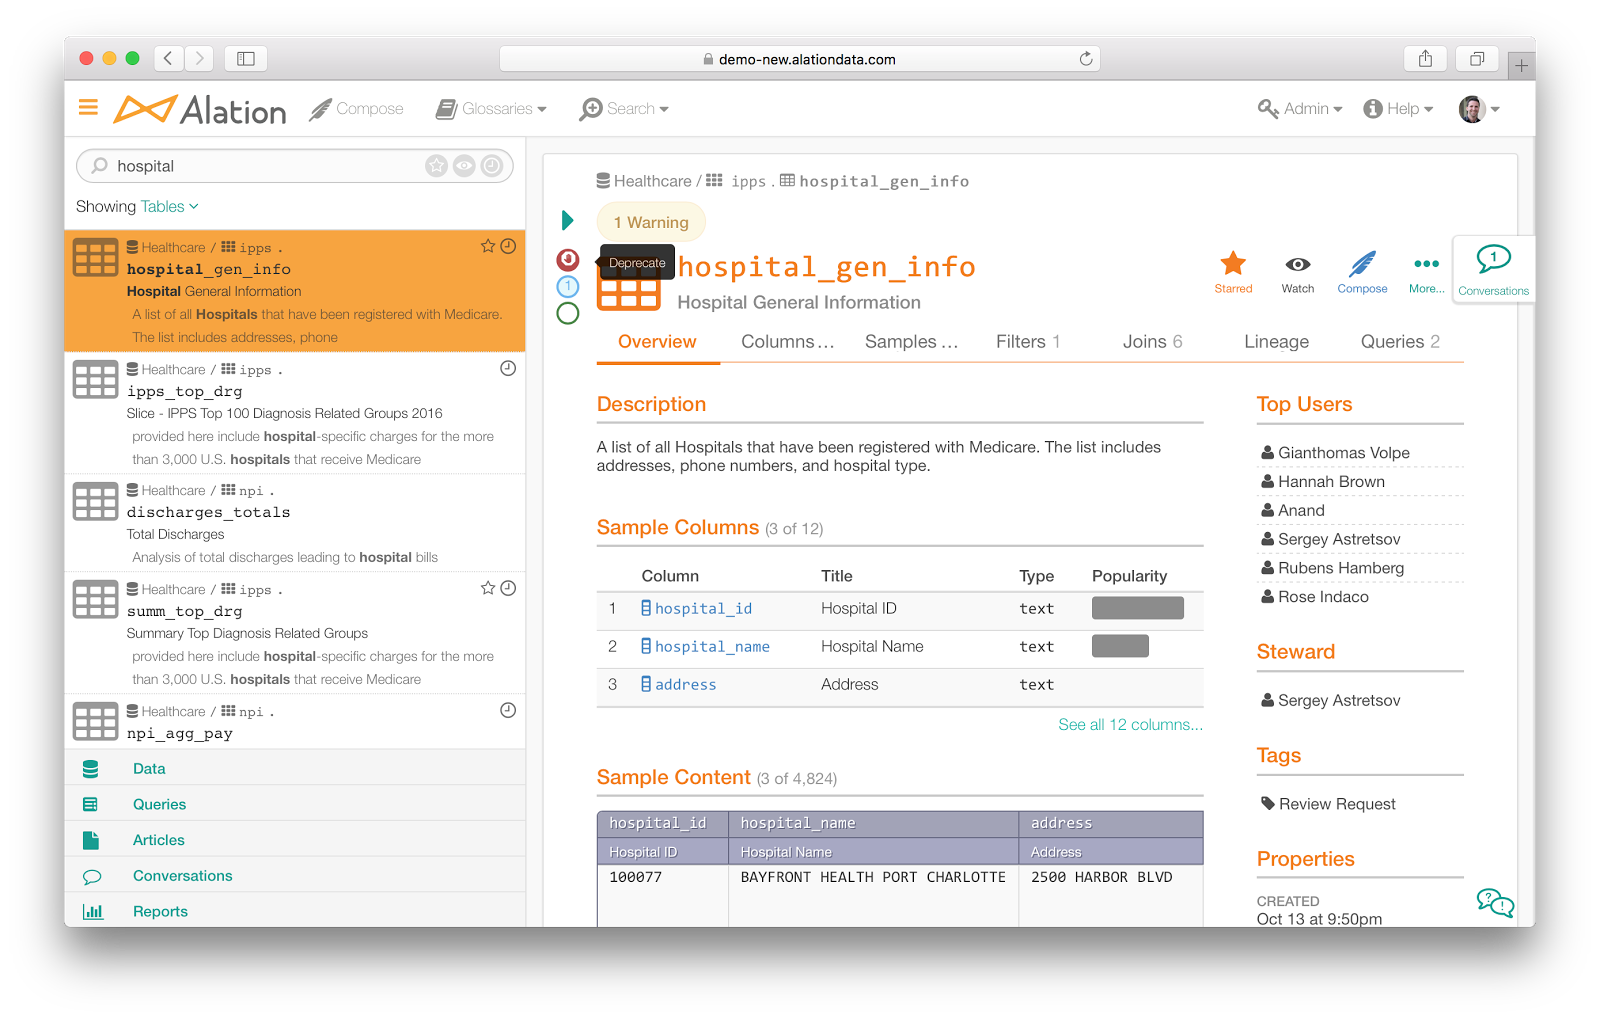 demo-new.alationdata.com
Alation
Compose
Glossaries
Search
Admin
Help
hospital
Showing Tables
Healthcare / ipps .
hospital_gen_info
Hospital General Information
A list of all Hospitals that have been registered with Medicare.
The list includes addresses, phone
Healthcare / ipps .
ipps_top_drg
Slice - IPPS Top 100 Diagnosis Related Groups 2016
provided here include hospital-specific charges for the more
than 3,000 U.S. hospitals that receive Medicare
Healthcare / npi .
discharges_totals
Total Discharges
Analysis of total discharges leading to hospital bills
Healthcare / ipps .
summ_top_drg
Summary Top Diagnosis Related Groups
provided here include hospital-specific charges for the more
than 3,000 U.S. hospitals that receive Medicare
Healthcare / npi .
npi_agg_pay
Data
Queries
Articles
Conversations
Reports
Healthcare / ipps . hospital_gen_info
1 Warning
Deprecate
1
hospital_gen_info
Hospital General Information
Starred
Watch
Compose
More...
1
Conversations
Overview
Columns ...
Samples ...
Filters 1
Joins 6
Lineage
Queries 2
Description
A list of all Hospitals that have been registered with Medicare. The list includes
addresses, phone numbers, and hospital type.
Sample Columns (3 of 12)
Column Title Type Popularity
1 hospital_id Hospital ID text
2 hospital_name Hospital Name text
3 address Address text
See all 12 columns...
Sample Content (3 of 4,824)
hospital_id hospital_name address
Hospital ID Hospital Name Address
100077 BAYFRONT HEALTH PORT CHARLOTTE 2500 HARBOR BLVD
Top Users
Gianthomas Volpe
Hannah Brown
Anand
Sergey Astretsov
Rubens Hamberg
Rose Indaco
Steward
Sergey Astretsov
Tags
Review Request
Properties
CREATED
Oct 13 at 9:50pm